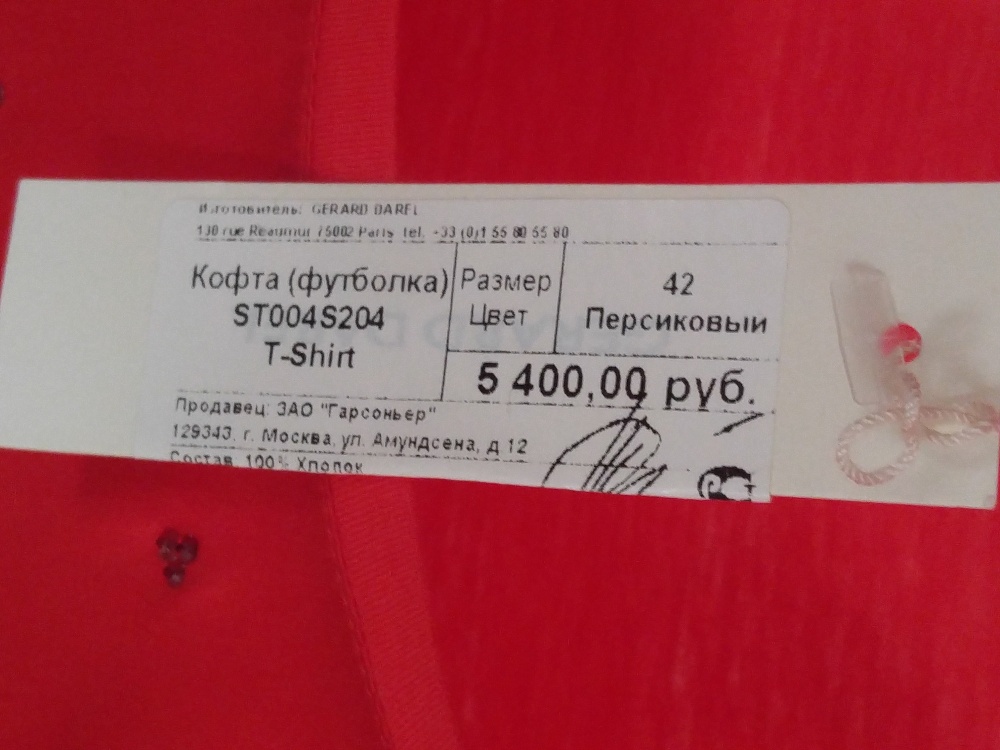 Изготовитель: GERARD DAREL
130 rue Reaumur 75002 Paris Tel. +33 (0)1 55 80 55 80
Кофта (футболка)
ST004S204
T-Shirt
Размер 42
Цвет Персиковый
5 400,00 руб.
Продавец: ЗАО "Гарсоньер"
129343, г. Москва, ул. Амундсена, д 12
Состав: 100% Хлопок